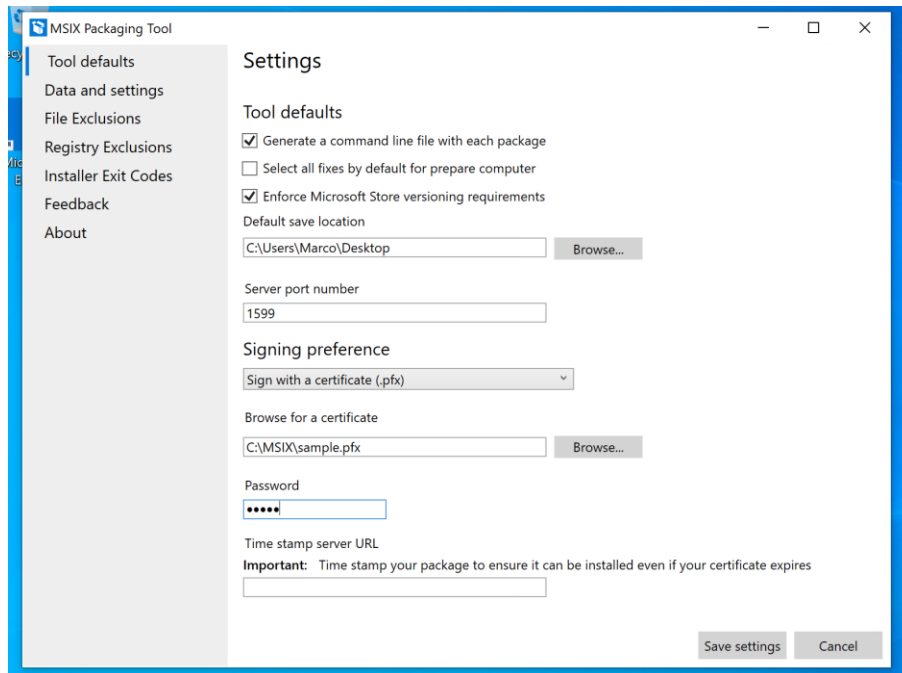 MSIX Packaging Tool
Tool defaults
Data and settings
File Exclusions
Registry Exclusions
Installer Exit Codes
Feedback
About
Settings
Tool defaults
Generate a command line file with each package
Select all fixes by default for prepare computer
Enforce Microsoft Store versioning requirements
Default save location
C:\Users\Marco\Desktop
Browse...
Server port number
1599
Signing preference
Sign with a certificate (.pfx)
Browse for a certificate
C:\MSIX\sample.pfx
Browse...
Password
•••••
Time stamp server URL
Important: Time stamp your package to ensure it can be installed even if your certificate expires
Save settings
Cancel